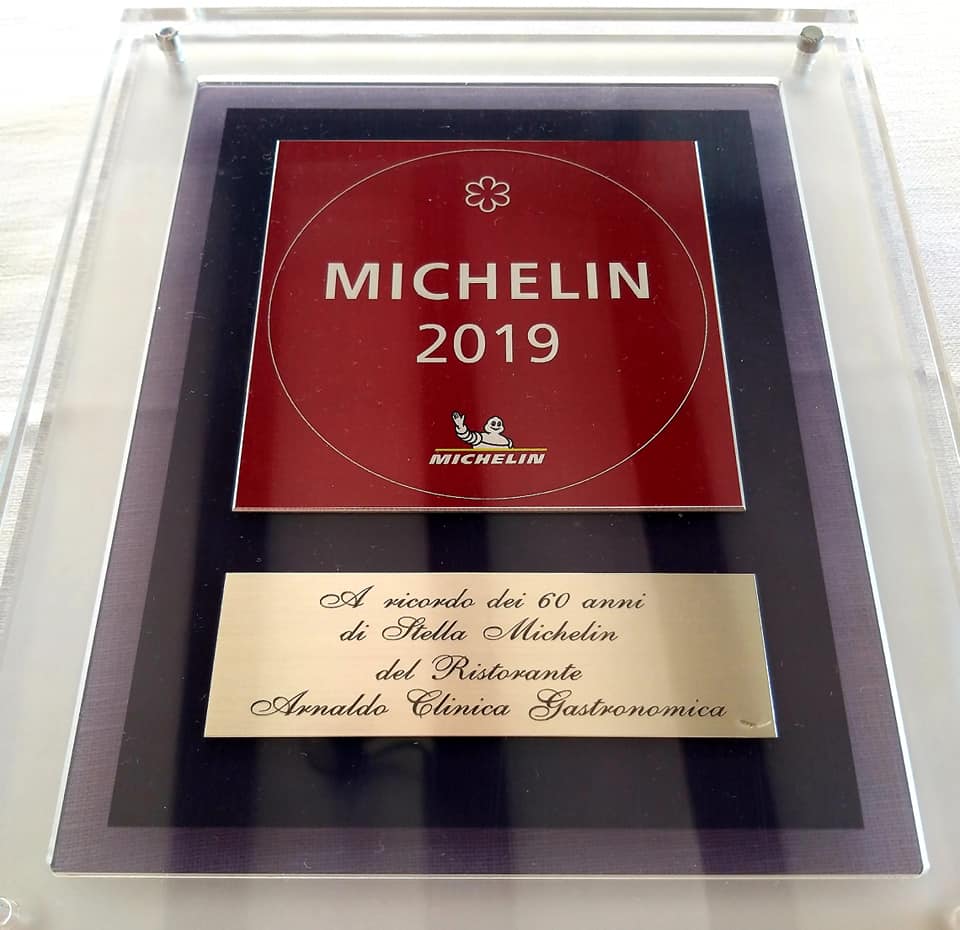 MICHELIN
2019
MICHELIN
A ricordo dei 60 anni
di Stella Michelin
del Ristorante
Arnaldo Clinica Gastronomica